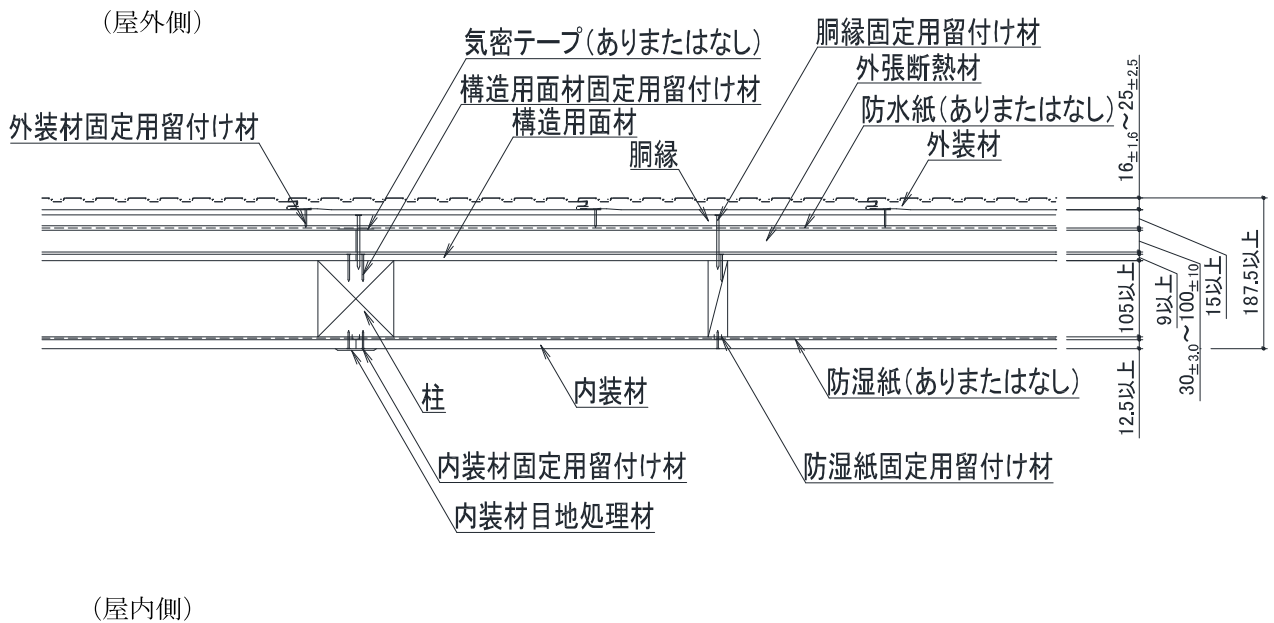 （屋外側）
気密テープ（ありまたはなし）
胴縁固定用留付け材
構造用面材固定用留付け材
外張断熱材
外装材固定用留付け材
構造用面材
防水紙（ありまたはなし）
胴縁
外装材
16±1.6～25±2.5
15以上
30±3.0～100±10
9以上
105以上
12.5以上
187.5以上
柱
内装材
防湿紙（ありまたはなし）
内装材固定用留付け材
防湿紙固定用留付け材
内装材目地処理材
（屋内側）